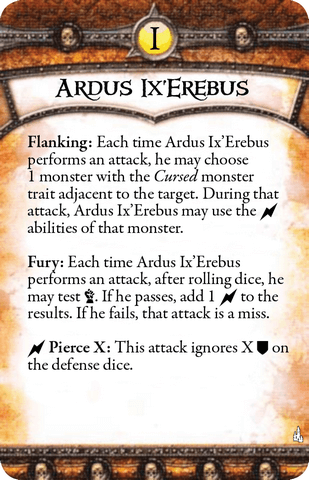 I
Ardus Ix'Erebus
Flanking: Each time Ardus Ix'Erebus
performs an attack, he may choose
1 monster with the Cursed monster
trait adjacent to the target. During that
attack, Ardus Ix'Erebus may use the
abilities of that monster.
Fury: Each time Ardus Ix'Erebus
performs an attack, after rolling dice, he
may test . If he passes, add 1 to the
results. If he fails, that attack is a miss.
Pierce X: This attack ignores X on
the defense dice.